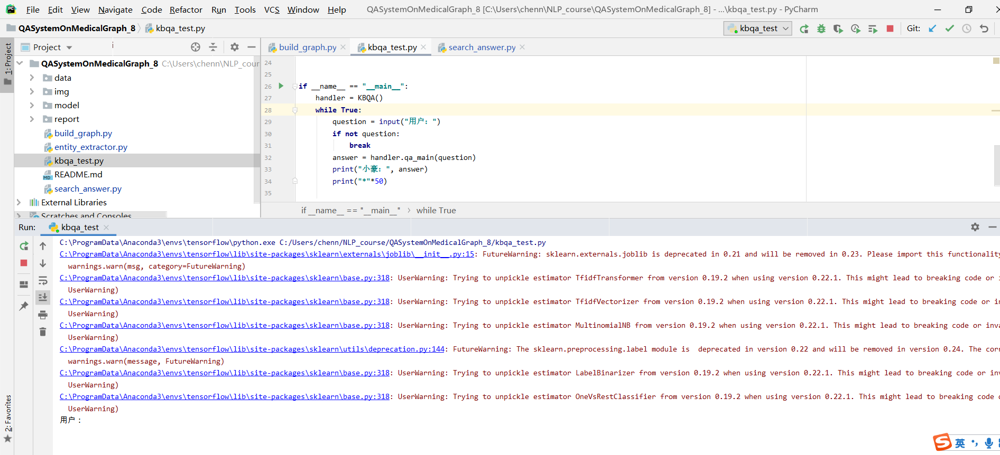 File Edit View Navigate Code Refactor Run Tools VCS Window Help QASystemOnMedicalGraph_8 [C:\Users\chenn\NLP_course\QASystemOnMedicalGraph_8] - ...\kbqa_test.py - PyCharm
QASystemOnMedicalGraph_8 kbqa_test.py kbqa_test Git:
1: Project
Project
build_graph.py kbqa_test.py search_answer.py
QASystemOnMedicalGraph_8 C:\Users\chenn\NLP_cour
data
img
model
report
build_graph.py
entity_extractor.py
kbqa_test.py
README.md
search_answer.py
External Libraries
Scratches and Consoles
24
25
26 if __name__ == "__main__":
27 handler = KBQA()
28 while True:
29 question = input("用户：")
30 if not question:
31 break
32 answer = handler.qa_main(question)
33 print("小豪：", answer)
34 print("*"*50)
35
if __name__ == "__main__" › while True
Run: kbqa_test
C:\ProgramData\Anaconda3\envs\tensorflow\python.exe C:/Users/chenn/NLP_course/QASystemOnMedicalGraph_8/kbqa_test.py
C:\ProgramData\Anaconda3\envs\tensorflow\lib\site-packages\sklearn\externals\joblib\__init__.py:15: FutureWarning: sklearn.externals.joblib is deprecated in 0.21 and will be removed in 0.23. Please import this functionality
warnings.warn(msg, category=FutureWarning)
C:\ProgramData\Anaconda3\envs\tensorflow\lib\site-packages\sklearn\base.py:318: UserWarning: Trying to unpickle estimator TfidfTransformer from version 0.19.2 when using version 0.22.1. This might lead to breaking code or i
UserWarning)
C:\ProgramData\Anaconda3\envs\tensorflow\lib\site-packages\sklearn\base.py:318: UserWarning: Trying to unpickle estimator TfidfVectorizer from version 0.19.2 when using version 0.22.1. This might lead to breaking code or in
UserWarning)
C:\ProgramData\Anaconda3\envs\tensorflow\lib\site-packages\sklearn\base.py:318: UserWarning: Trying to unpickle estimator MultinomialNB from version 0.19.2 when using version 0.22.1. This might lead to breaking code or inva
UserWarning)
C:\ProgramData\Anaconda3\envs\tensorflow\lib\site-packages\sklearn\utils\deprecation.py:144: FutureWarning: The sklearn.preprocessing.label module is  deprecated in version 0.22 and will be removed in version 0.24. The corr
warnings.warn(message, FutureWarning)
C:\ProgramData\Anaconda3\envs\tensorflow\lib\site-packages\sklearn\base.py:318: UserWarning: Trying to unpickle estimator LabelBinarizer from version 0.19.2 when using version 0.22.1. This might lead to breaking code or inv
UserWarning)
C:\ProgramData\Anaconda3\envs\tensorflow\lib\site-packages\sklearn\base.py:318: UserWarning: Trying to unpickle estimator OneVsRestClassifier from version 0.19.2 when using version 0.22.1. This might lead to breaking code
UserWarning)
用户：
2: Favorites
英